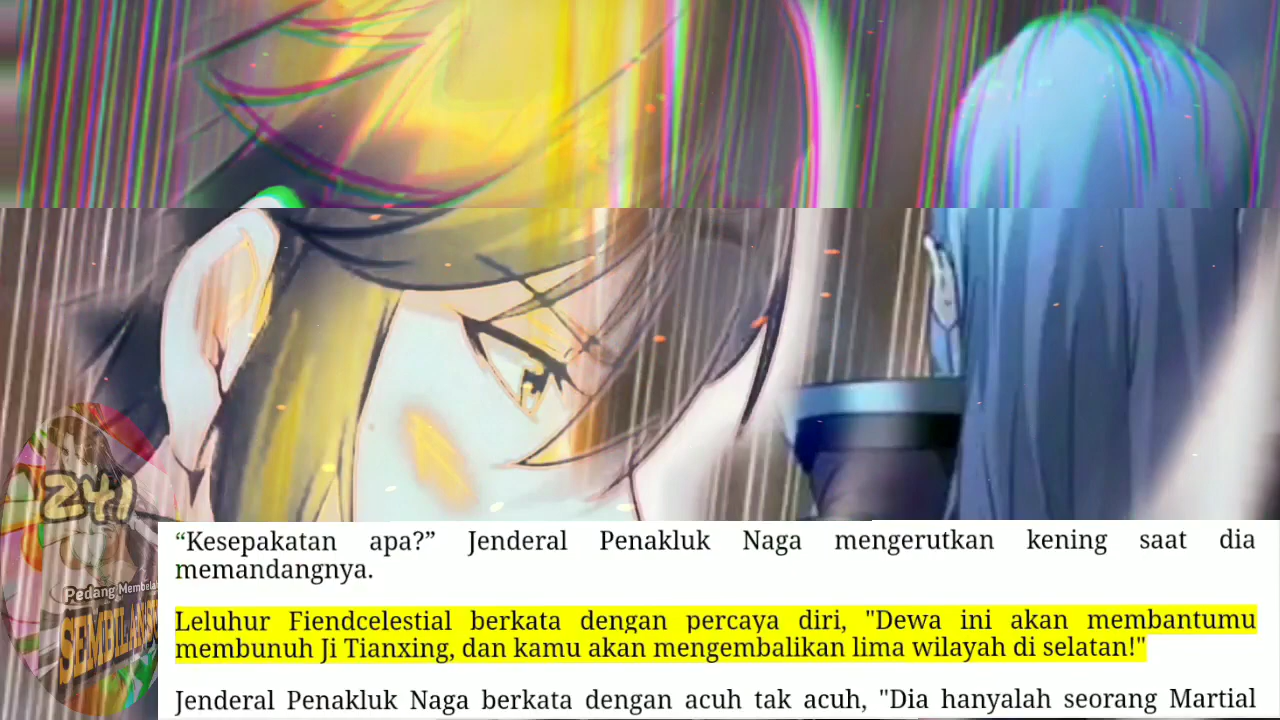 241
Pedang Membela
“Kesepakatan apa?” Jenderal Penakluk Naga mengerutkan kening saat dia
memandangnya.
Leluhur Fiendcelestial berkata dengan percaya diri, "Dewa ini akan membantumu
membunuh Ji Tianxing, dan kamu akan mengembalikan lima wilayah di selatan!"
Jenderal Penakluk Naga berkata dengan acuh tak acuh, "Dia hanyalah seorang Martial